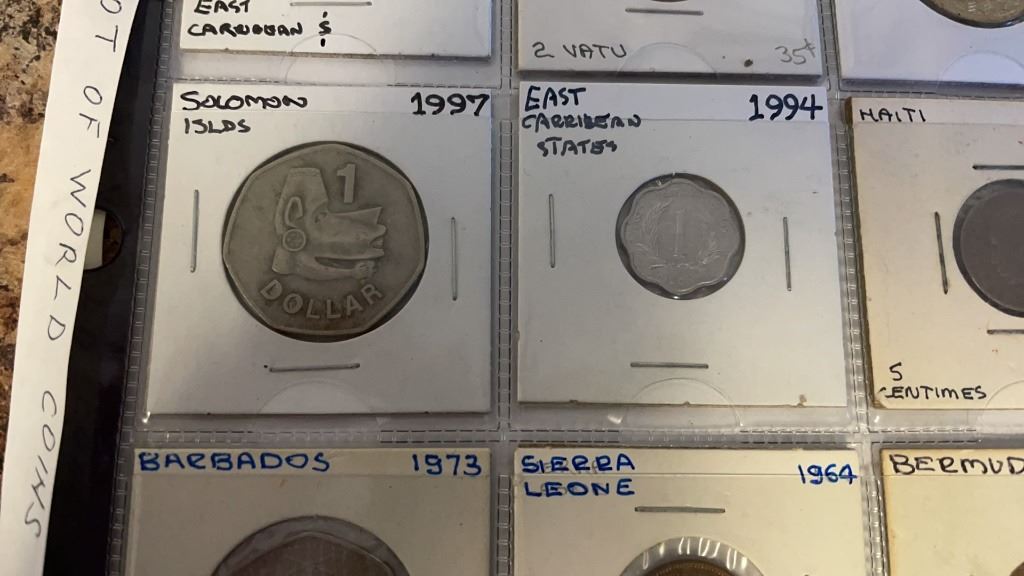 EAST
CARIBBEAN $
2 VATU 35¢
OT OF WORLD COINS
SOLOMON 1997
ISLDS
1
DOLLAR
EAST 1994
CARRIBEAN
STATES
1
HAITI
5
CENTIMES
BARBADOS 1973
SIERRA 1964
LEONE
BERMUD